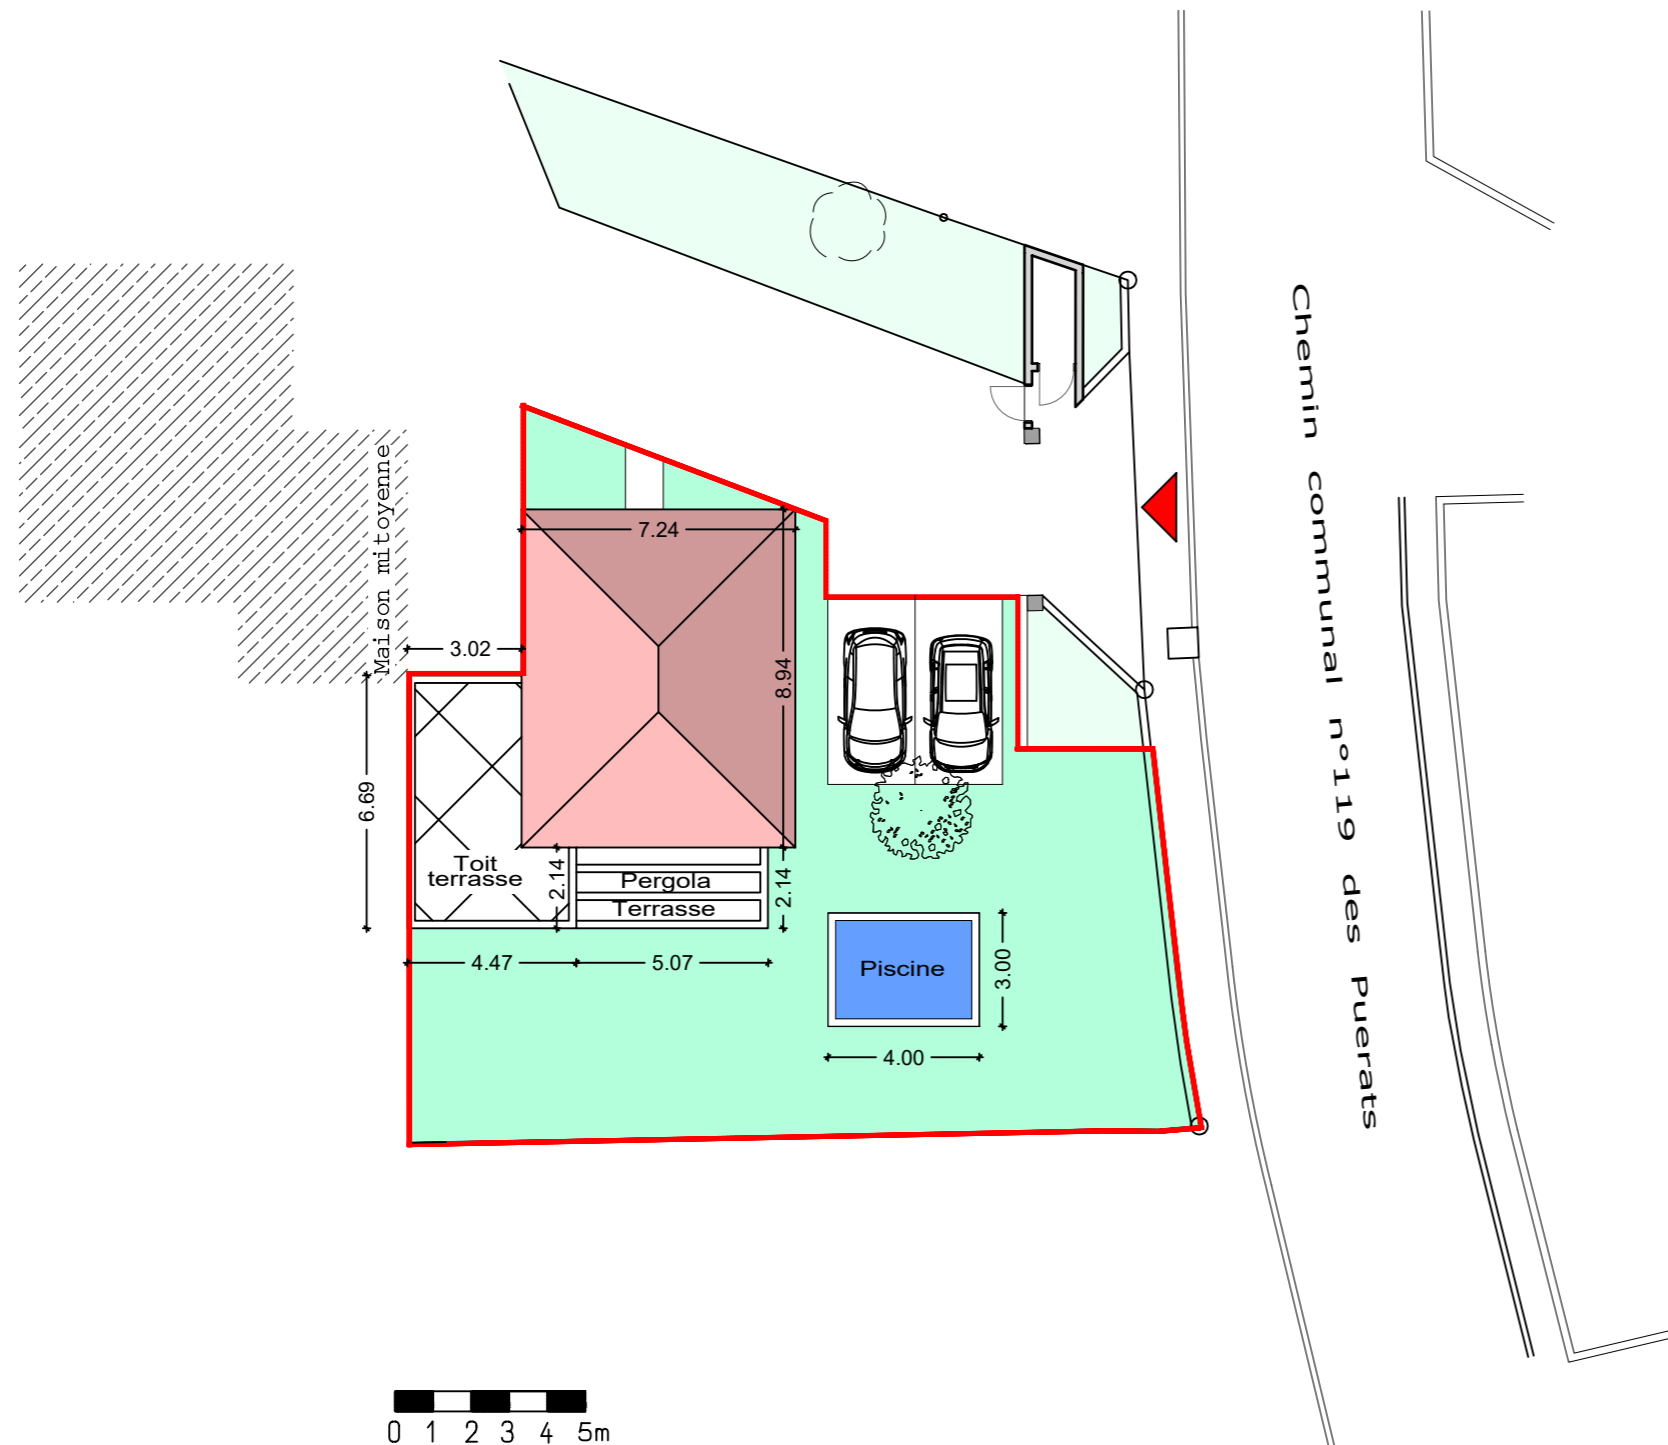 Chemin communal n°119 des Puerats
Maison mitoyenne
7.24
3.02
8.94
6.69
Toit
terrasse
2.14
Pergola
Terrasse
2.14
4.47
5.07
Piscine
3.00
4.00
0 1 2 3 4 5m